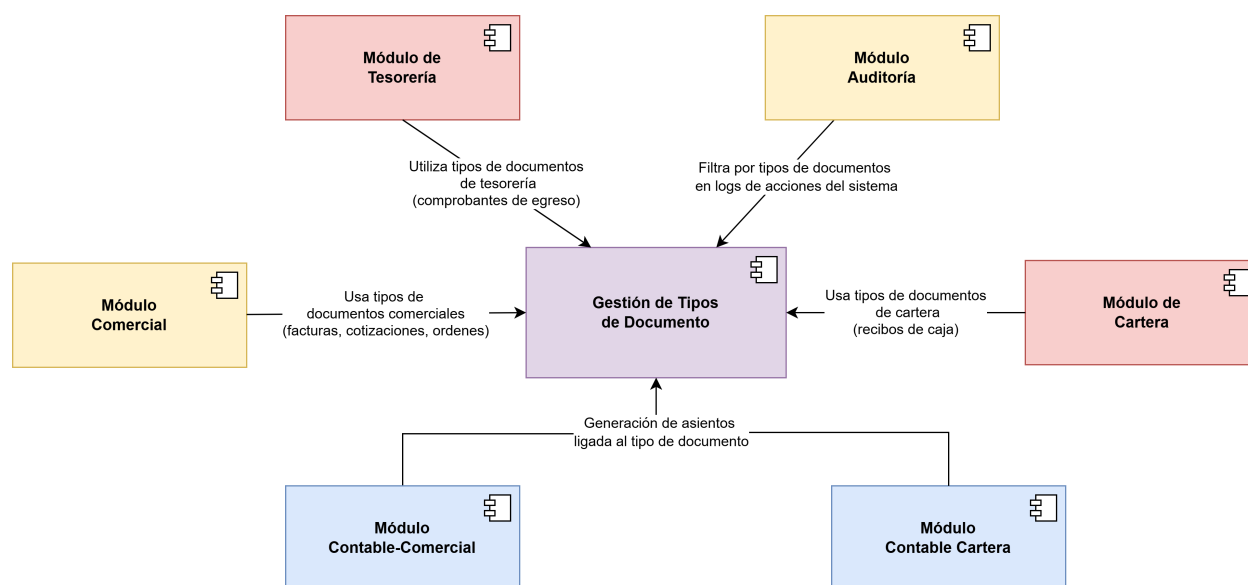 Módulo de
Tesorería
Módulo
Auditoría
Utiliza tipos de documentos
de tesorería
(comprobantes de egreso)
Filtra por tipos de documentos
en logs de acciones del sistema
Módulo
Comercial
Usa tipos de
documentos comerciales
(facturas, cotizaciones, ordenes)
Gestión de Tipos
de Documento
Usa tipos de documentos
de cartera
(recibos de caja)
Módulo de
Cartera
Generación de asientos
ligada al tipo de documento
Módulo
Contable-Comercial
Módulo
Contable Cartera